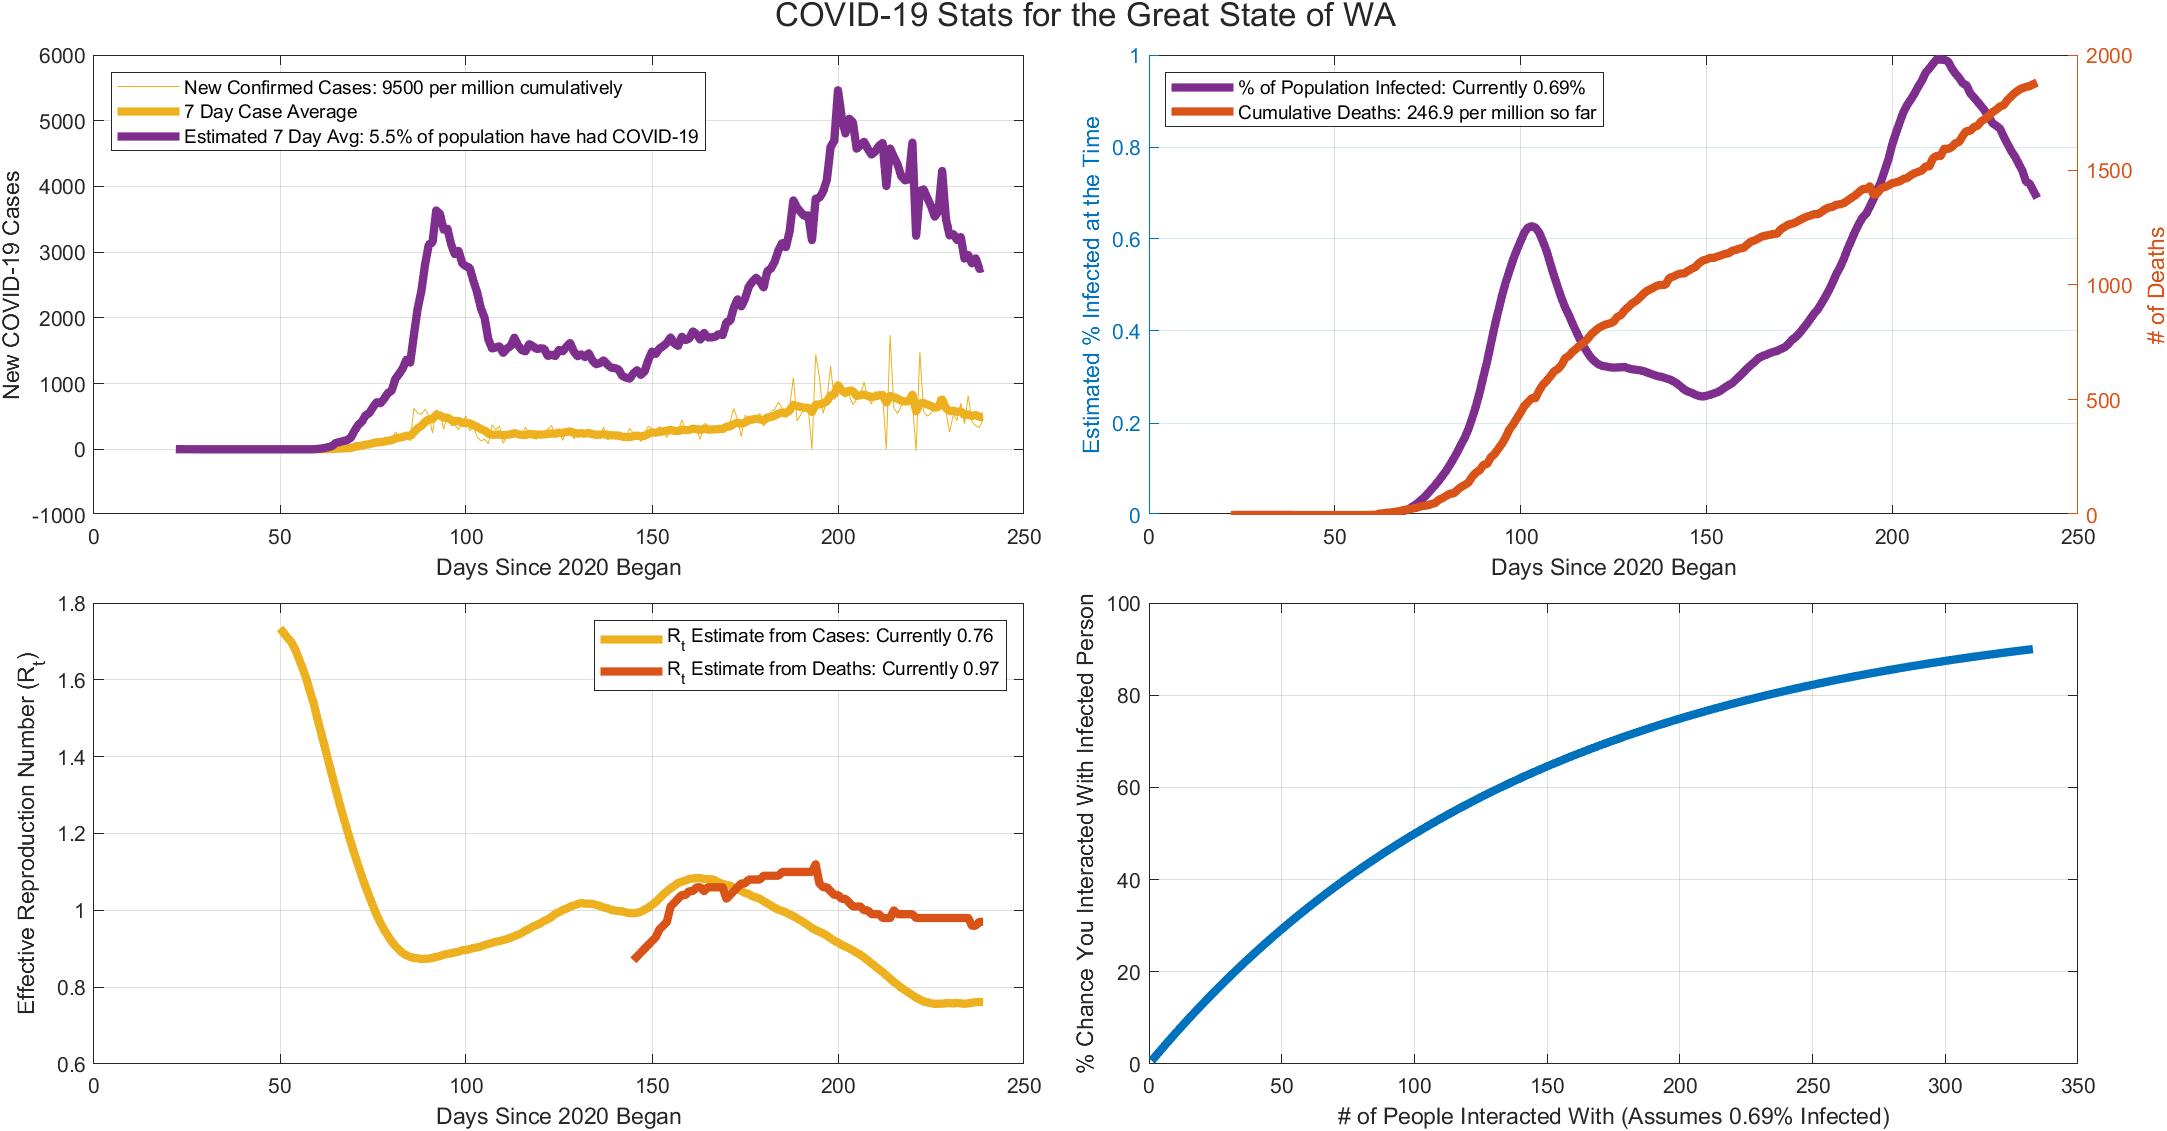 COVID-19 Stats for the Great State of WA
New COVID-19 Cases
6000
5000
4000
3000
2000
1000
0
-1000
New Confirmed Cases: 9500 per million cumulatively
7 Day Case Average
Estimated 7 Day Avg: 5.5% of population have had COVID-19
0 50 100 150 200 250
Days Since 2020 Began
Estimated % Infected at the Time
1
0.8
0.6
0.4
0.2
0
% of Population Infected: Currently 0.69%
Cumulative Deaths: 246.9 per million so far
2000
1500
1000
500
0
# of Deaths
0 50 100 150 200 250
Days Since 2020 Began
Effective Reproduction Number (Rt)
1.8
1.6
1.4
1.2
1
0.8
0.6
Rt Estimate from Cases: Currently 0.76
Rt Estimate from Deaths: Currently 0.97
0 50 100 150 200 250
Days Since 2020 Began
% Chance You Interacted With Infected Person
100
80
60
40
20
0
0 50 100 150 200 250 300 350
# of People Interacted With (Assumes 0.69% Infected)